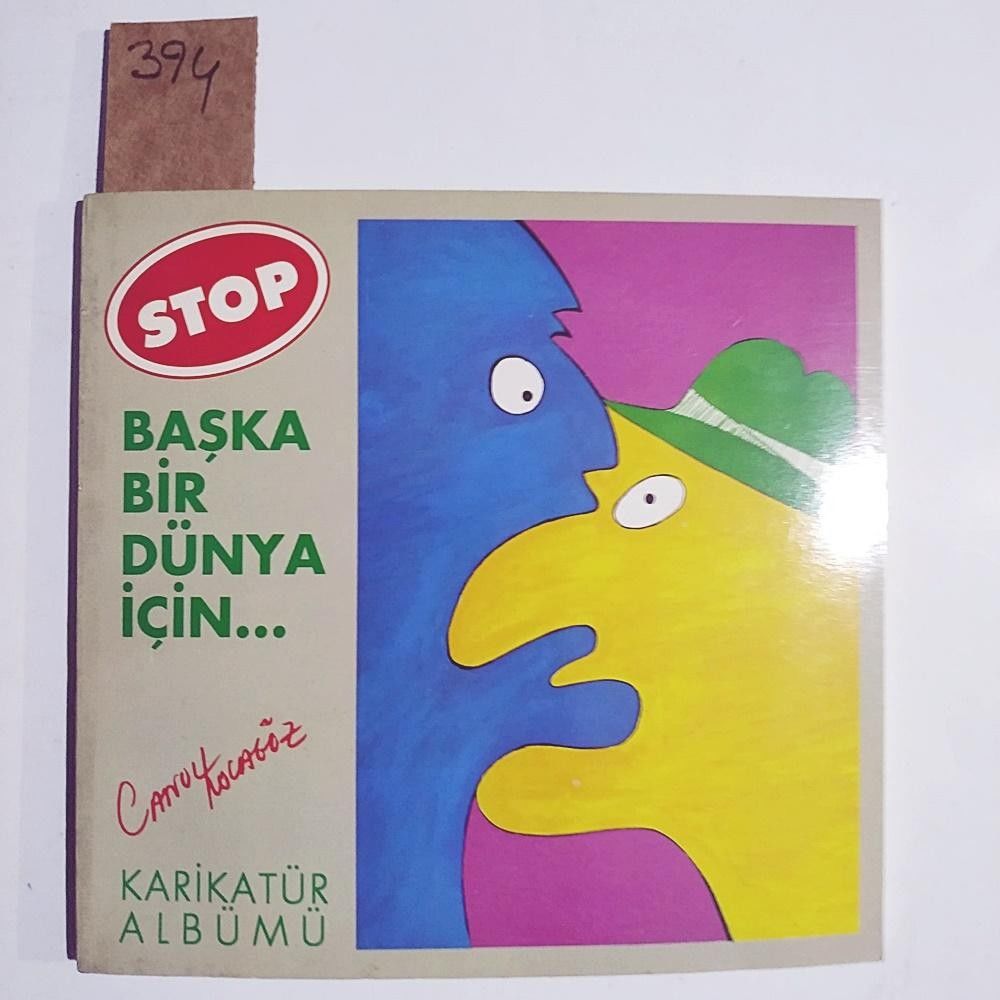 394
STOP
BAŞKA
BİR
DÜNYA
İÇİN...
CANOL
KOCAGÖZ
KARİKATÜR
ALBÜMÜ